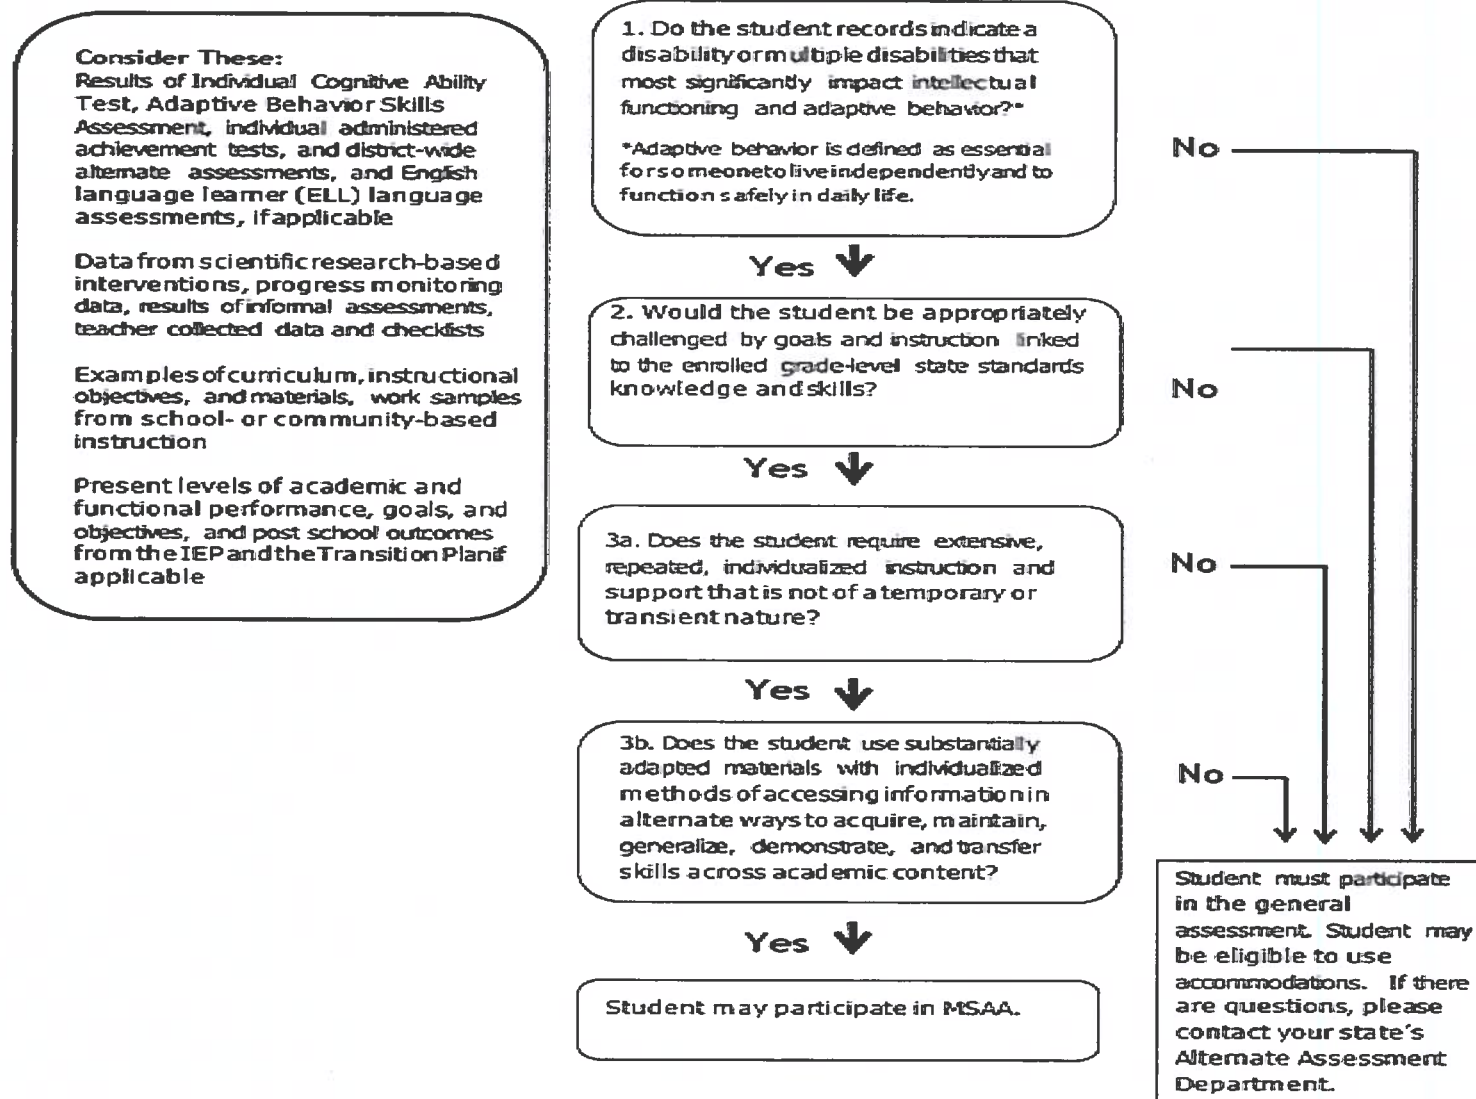 Consider These:
Results of Individual Cognitive Ability
Test, Adaptive Behavior Skills
Assessment, individual administered
achievement tests, and district-wide
alternate assessments, and English
language learner (ELL) language
assessments, if applicable
Data from scientific research-based
interventions, progress monitoring
data, results of informal assessments,
teacher collected data and checklists
Examples of curriculum, instructional
objectives, and materials, work samples
from school- or community-based
instruction
Present levels of academic and
functional performance, goals, and
objectives, and post school outcomes
from the IEP and the Transition Plan if
applicable
1. Do the student records indicate a
disability or multiple disabilities that
most significantly impact intellectual
functioning and adaptive behavior?*
*Adaptive behavior is defined as essential
for someone to live independently and to
function safely in daily life.
No
Yes
2. Would the student be appropriately
challenged by goals and instruction linked
to the enrolled grade-level state standards
knowledge and skills?
No
Yes
3a. Does the student require extensive,
repeated, individualized instruction and
support that is not of a temporary or
transient nature?
No
Yes
3b. Does the student use substantially
adapted materials with individualized
methods of accessing information in
alternate ways to acquire, maintain,
generalize, demonstrate, and transfer
skills across academic content?
No
Yes
Student may participate in MSAA.
Student must participate
in the general
assessment. Student may
be eligible to use
accommodations. If there
are questions, please
contact your state's
Alternate Assessment
Department.